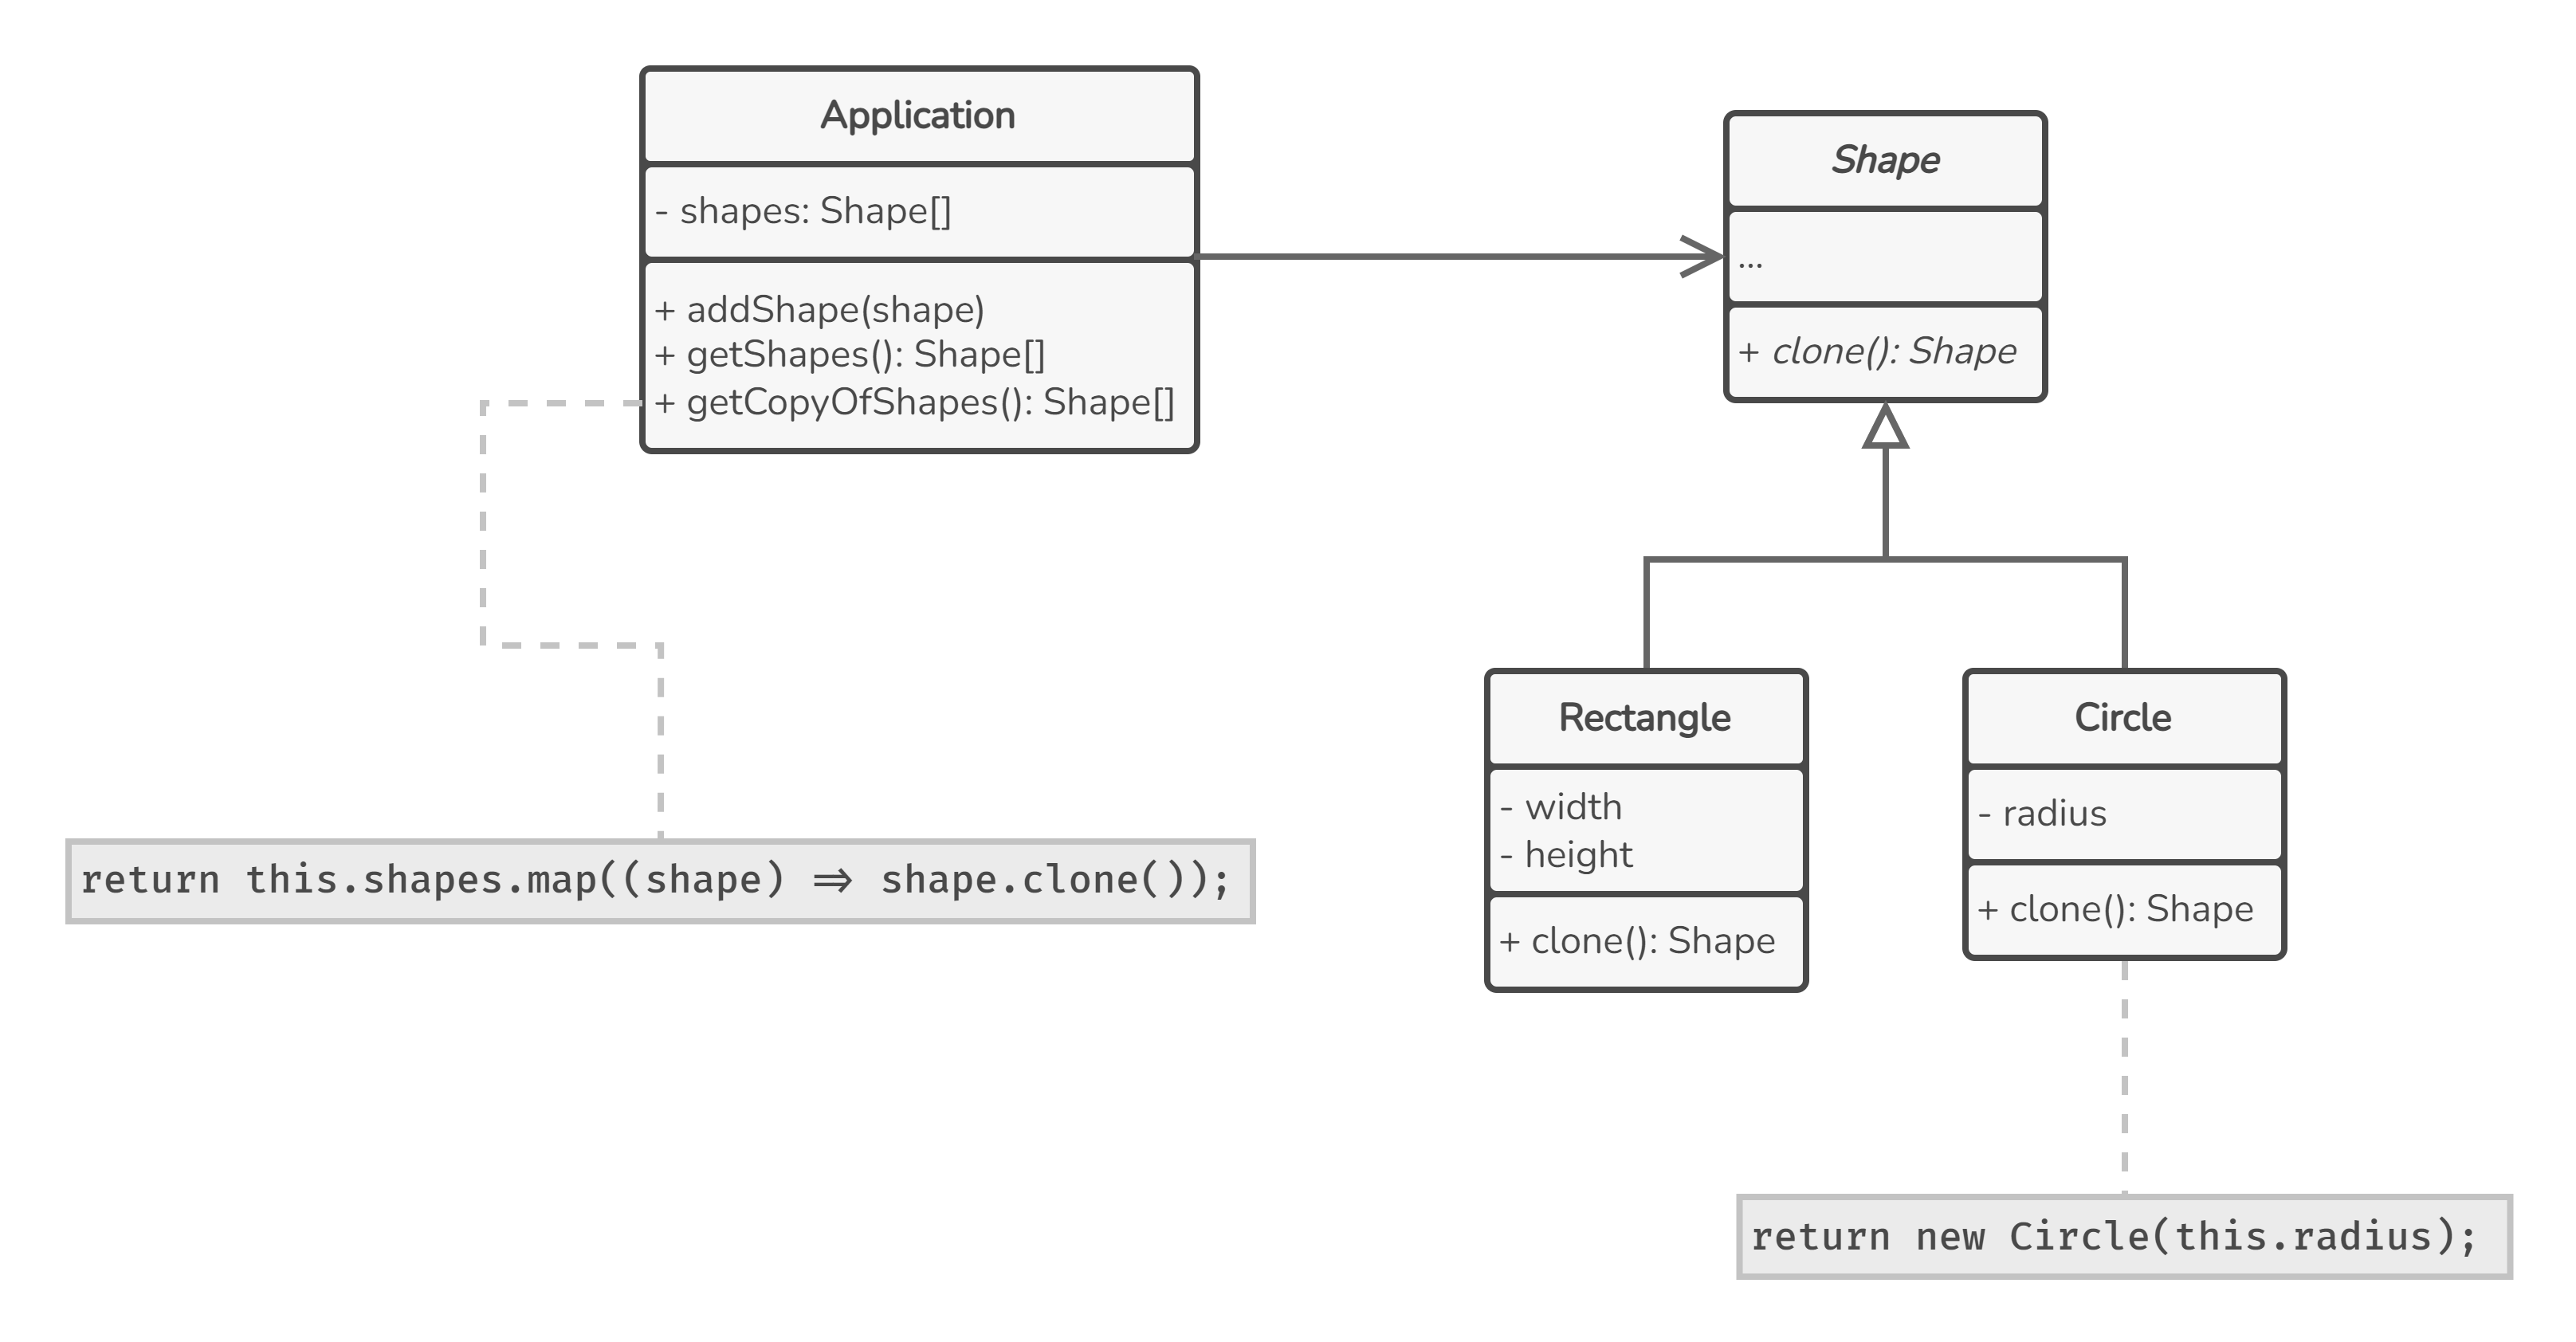 Application
- shapes: Shape[]
+ addShape(shape)
+ getShapes(): Shape[]
+ getCopyOfShapes(): Shape[]
Shape
...
+ clone(): Shape
Rectangle
- width
- height
+ clone(): Shape
Circle
- radius
+ clone(): Shape
return this.shapes.map((shape) ⇒ shape.clone());
return new Circle(this.radius);